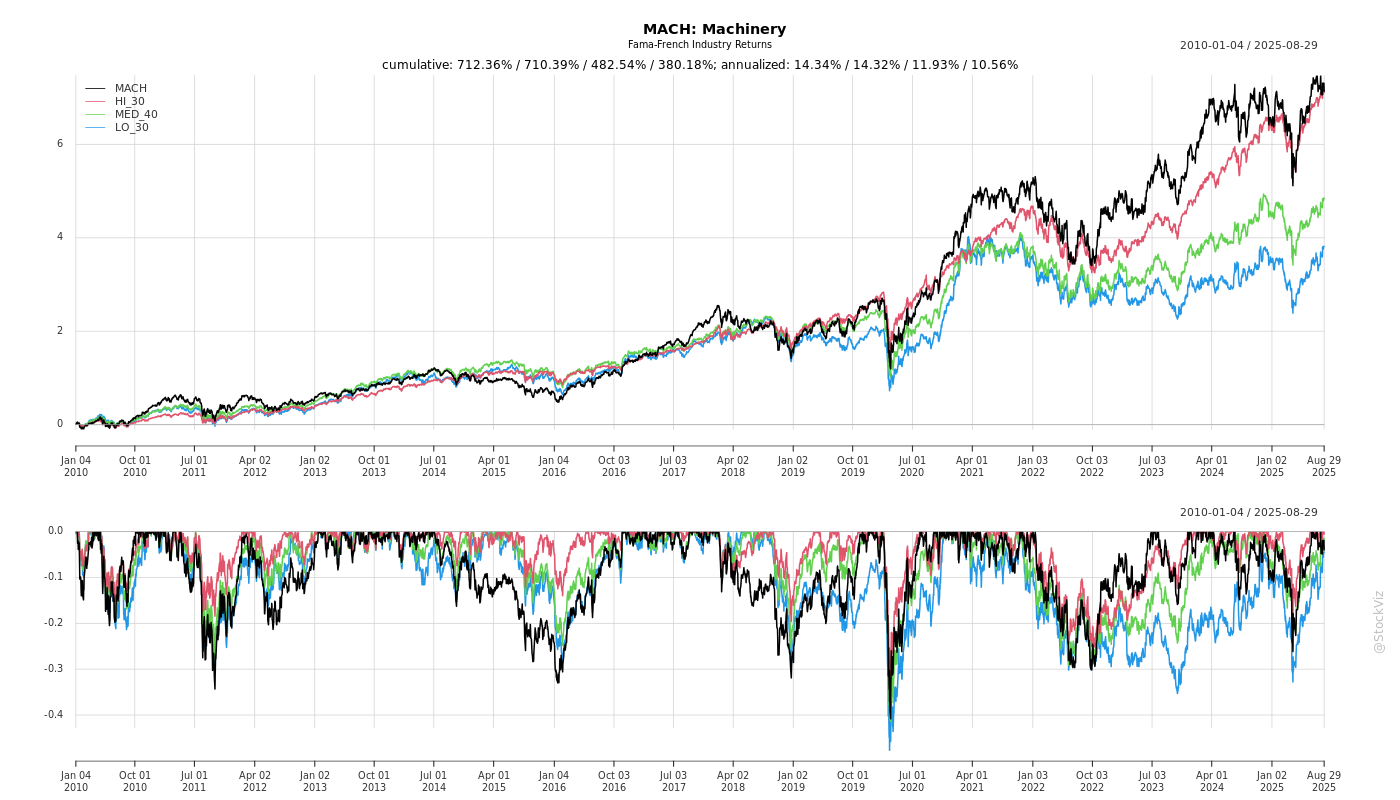 MACH: Machinery
Fama-French Industry Returns
2010-01-04 / 2025-08-29
cumulative: 712.36% / 710.39% / 482.54% / 380.18%; annualized: 14.34% / 14.32% / 11.93% / 10.56%
MACH
HI_30
MED_40
LO_30
6
4
2
0
Jan 04 Oct 01 Jul 01 Apr 02 Jan 02 Oct 01 Jul 01 Apr 01 Jan 04 Oct 03 Jul 03 Apr 02 Jan 02 Oct 01 Jul 01 Apr 01 Jan 03 Oct 03 Jul 03 Apr 01 Jan 02 Aug 29
2010 2010 2011 2012 2013 2013 2014 2015 2016 2016 2017 2018 2019 2019 2020 2021 2022 2022 2023 2024 2025 2025
2010-01-04 / 2025-08-29
0.0
-0.1
-0.2
-0.3
-0.4
Jan 04 Oct 01 Jul 01 Apr 02 Jan 02 Oct 01 Jul 01 Apr 01 Jan 04 Oct 03 Jul 03 Apr 02 Jan 02 Oct 01 Jul 01 Apr 01 Jan 03 Oct 03 Jul 03 Apr 01 Jan 02 Aug 29
2010 2010 2011 2012 2013 2013 2014 2015 2016 2016 2017 2018 2019 2019 2020 2021 2022 2022 2023 2024 2025 2025
@StockViz